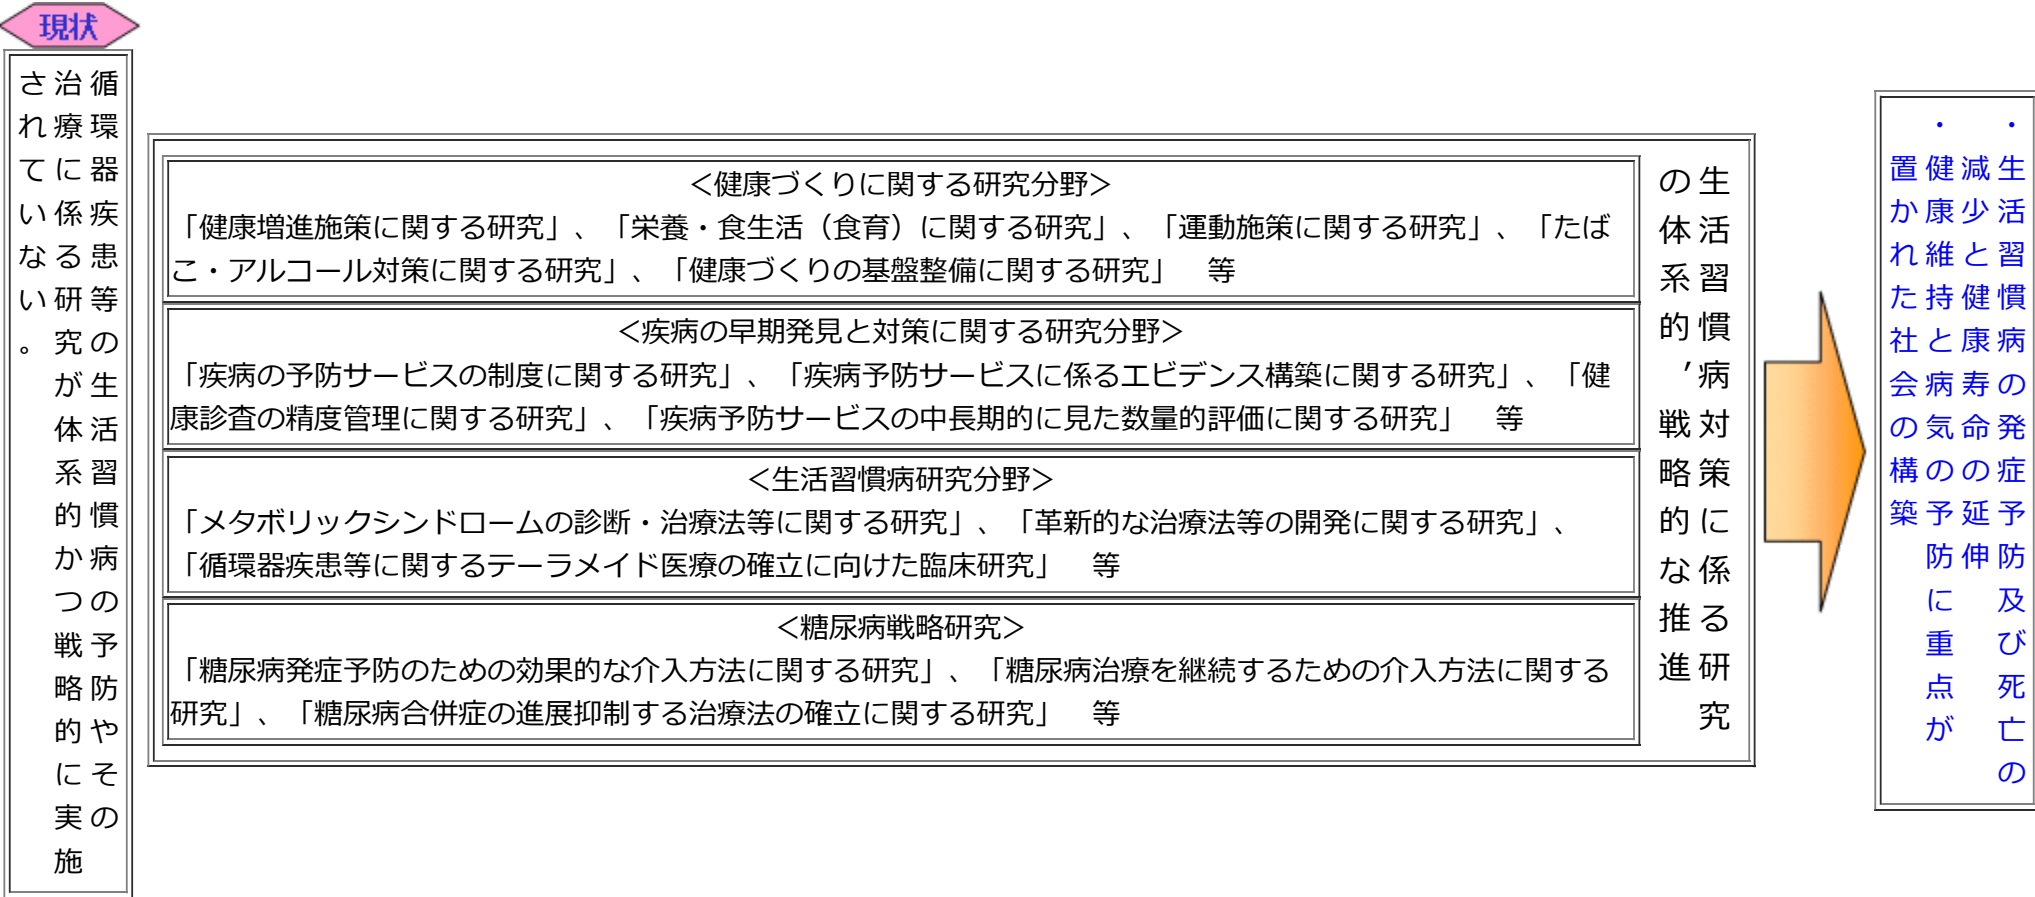 現状
循環器疾患等の生活習慣病の予防やその
治療に係る研究が体系的かつ戦略的に実施
されていない。
＜健康づくりに関する研究分野＞
「健康増進施策に関する研究」、「栄養・食生活（食育）に関する研究」、「運動施策に関する研究」、「たば
こ・アルコール対策に関する研究」、「健康づくりの基盤整備に関する研究」　等
＜疾病の早期発見と対策に関する研究分野＞
「疾病の予防サービスの制度に関する研究」、「疾病予防サービスに係るエビデンス構築に関する研究」、「健
康診査の精度管理に関する研究」、「疾病予防サービスの中長期的に見た数量的評価に関する研究」　等
＜生活習慣病研究分野＞
「メタボリックシンドロームの診断・治療法等に関する研究」、「革新的な治療法等の開発に関する研究」、
「循環器疾患等に関するテーラメイド医療の確立に向けた臨床研究」　等
＜糖尿病戦略研究＞
「糖尿病発症予防のための効果的な介入方法に関する研究」、「糖尿病治療を継続するための介入方法に関する
研究」、「糖尿病合併症の進展抑制する治療法の確立に関する研究」　等
生活習慣病対策に係る研究
の体系的，戦略的な推進
・生活習慣病の発症予防及び死亡の
減少と健康寿命の延伸
・健康維持と病気の予防に重点が
置かれた社会の構築